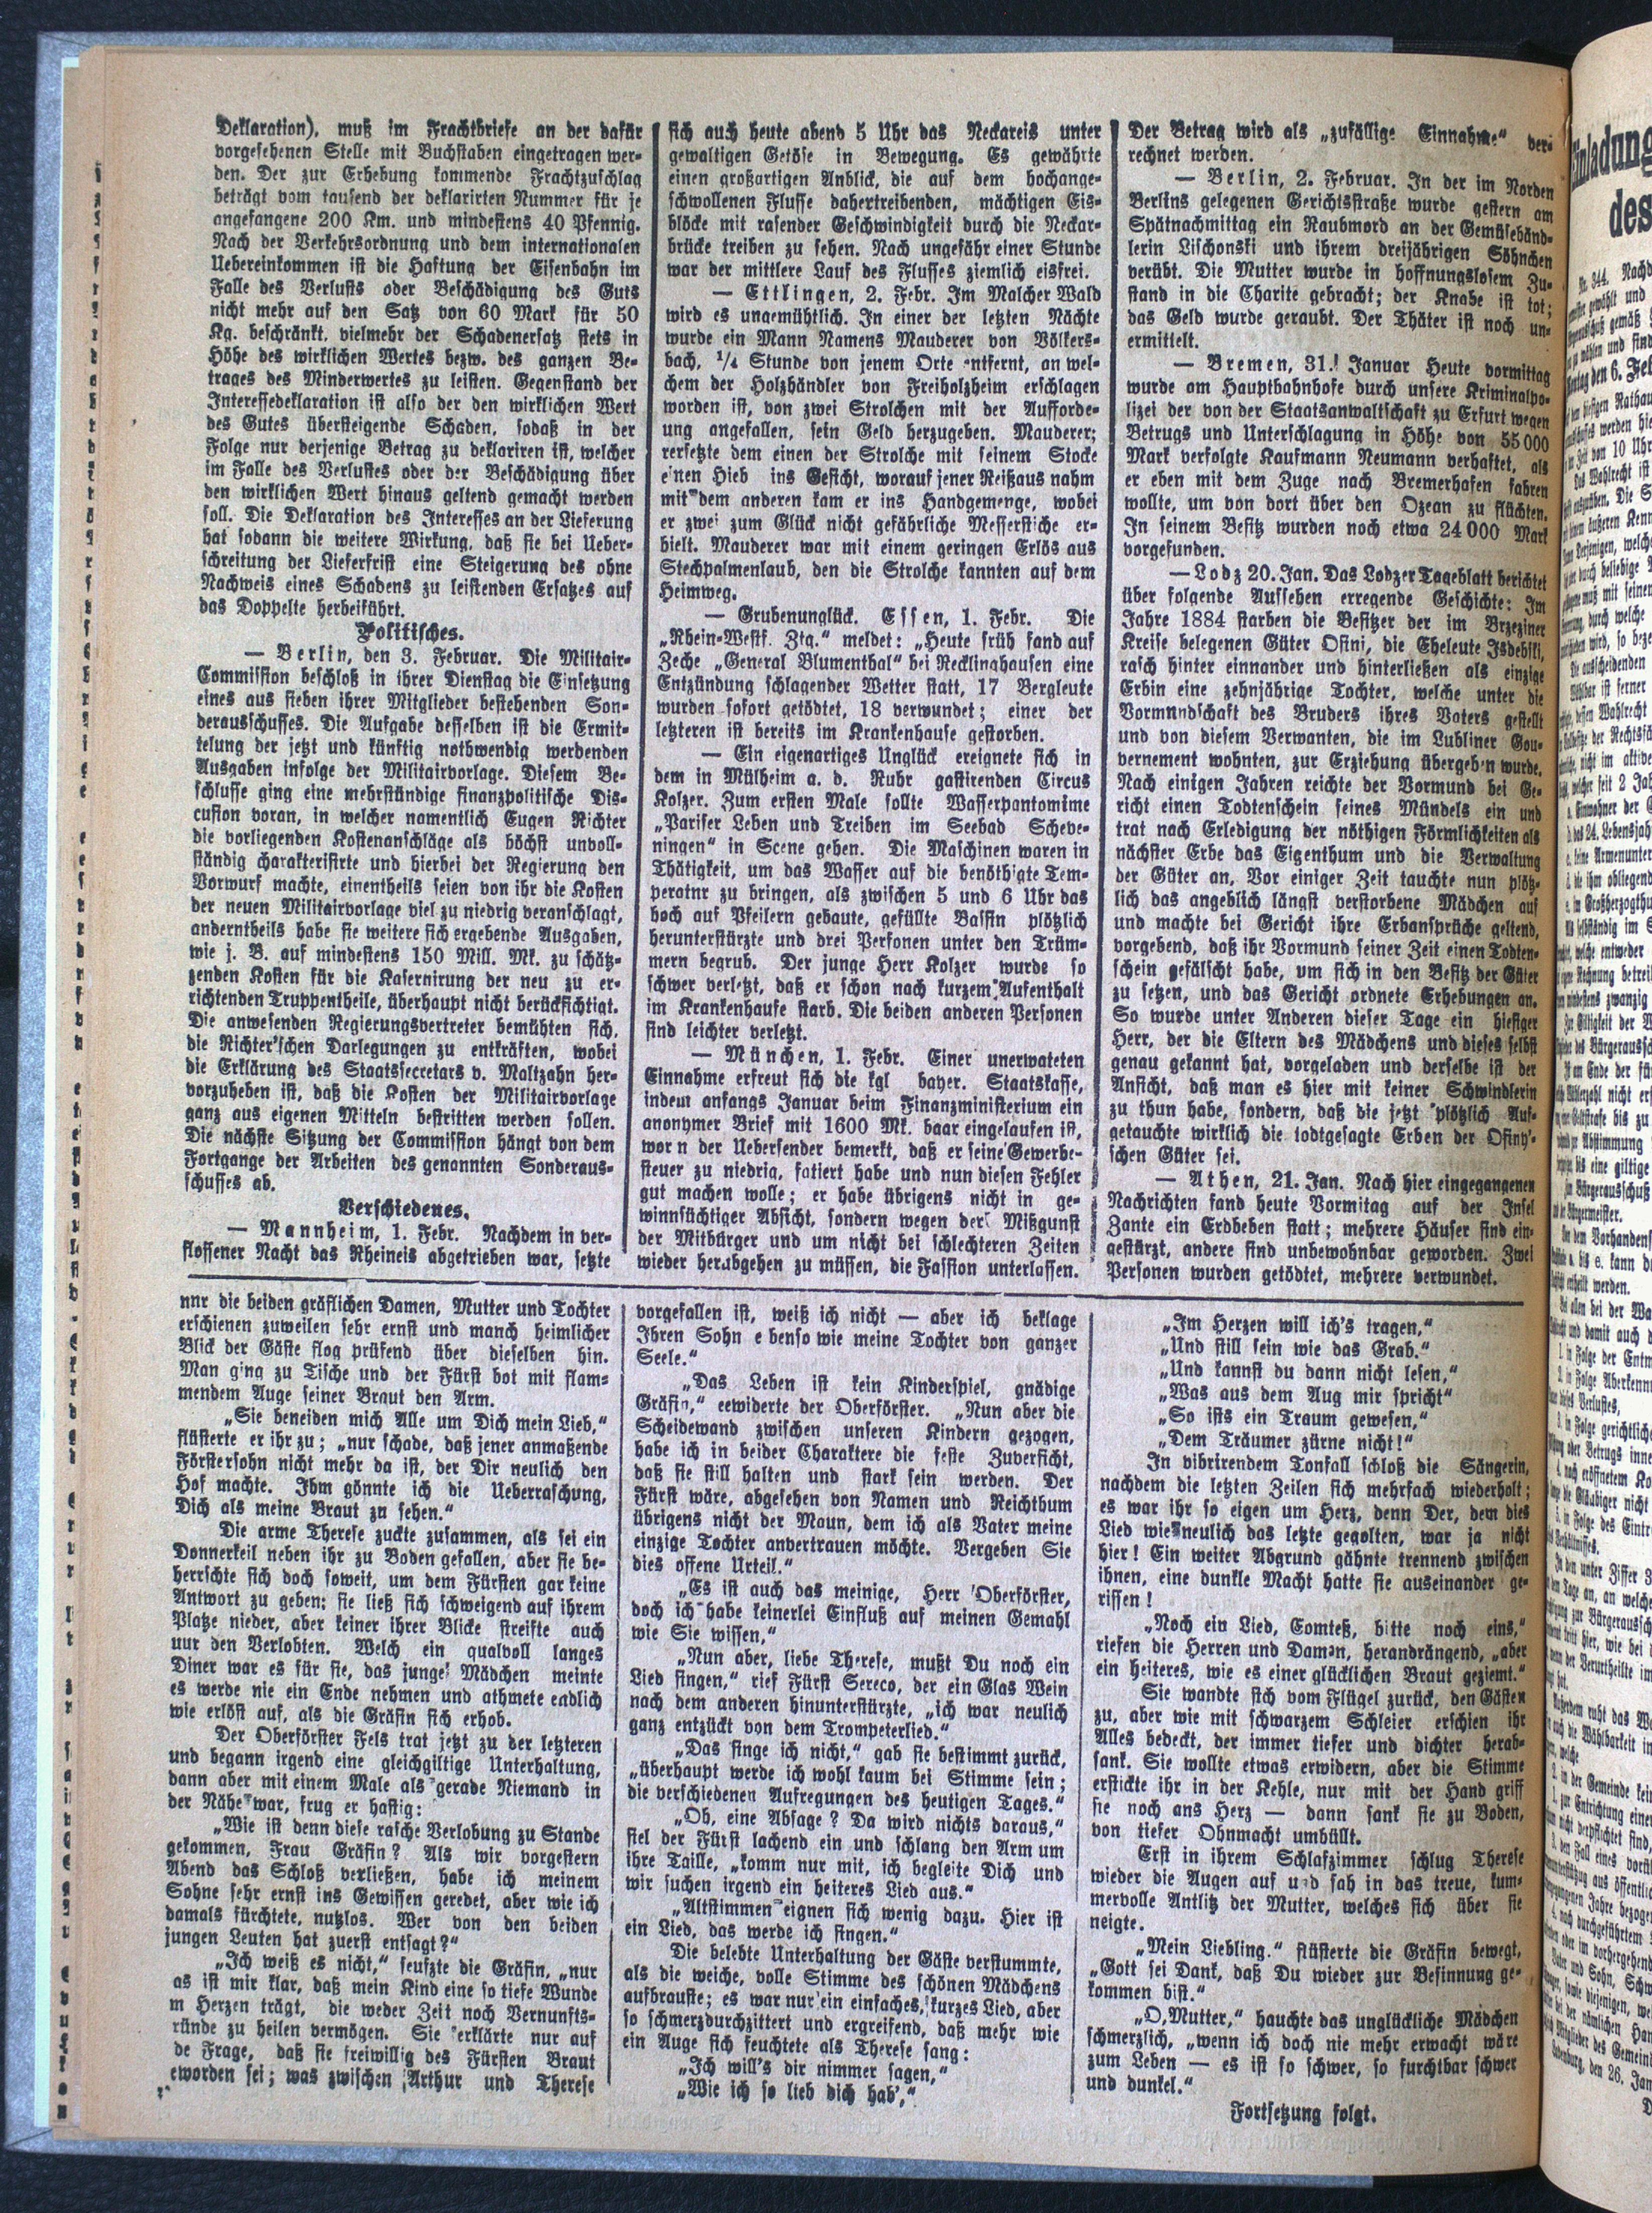 Deklaration), muß im Frachtbriefe an der dafür
vorgesehenen Stelle mit Buchstaben eingetragen wer-
den. Der zur Erhebung kommende Frachtzuschlag
beträgt vom tausend der deklarirten Nummer für je
angefangene 200 Km. und mindestens 40 Pfennig.
Nach der Verkehrsordnung und dem internationalen
Uebereinkommen ist die Haftung der Eisenbahn im
Falle des Verlusts oder Beschädigung des Guts
nicht mehr auf den Satz von 60 Mark für 50
Kg. beschränkt, vielmehr der Schadenersatz stets in
Höhe des wirklichen Wertes bezw. des ganzen Be-
trages des Minderwertes zu leisten. Gegenstand der
Interessedeklaration ist also der den wirklichen Wert
des Gutes übersteigende Schaden, sodaß in der
Folge nur derjenige Betrag zu deklariren ist, welcher
im Falle des Verlustes oder der Beschädigung über
den wirklichen Wert hinaus geltend gemacht werden
soll. Die Deklaration des Interesses an der Lieferung
hat sodann die weitere Wirkung, daß sie bei Ueber-
schreitung der Lieferfrist eine Steigerung des ohne
Nachweis eines Schadens zu leistenden Ersatzes auf
das Doppelte herbeiführt.
Politisches.
— Berlin, den 3. Februar. Die Militair-
Commission beschloß in ihrer Dienstag die Einsetzung
eines aus sieben ihrer Mitglieder bestehenden Son-
derausschusses. Die Aufgabe desselben ist die Ermit-
telung der jetzt und künftig nothwendig werdenden
Ausgaben infolge der Militairvorlage. Diesem Be-
schlusse ging eine mehrstündige finanzpolitische Dis-
cusion voran, in welcher namentlich Eugen Richter
die vorliegenden Kostenanschläge als höchst unvoll-
ständig charakterisirte und hierbei der Regierung den
Vorwurf machte, einentheils seien von ihr die Kosten
der neuen Militairvorlage viel zu niedrig veranschlagt,
anderntheils habe sie weitere sich ergebende Ausgaben,
wie j. B. auf mindestens 150 Mill. Mk. zu schätz-
zenden Kosten für die Kasernirung der neu zu er-
richtenden Truppentheile, überhaupt nicht berücksichtigt.
Die anwesenden Regierungsvertreter bemühten sich,
die Richter'schen Darlegungen zu entkräften, wobei
die Erklärung des Staatssecretars v. Maltzahn her-
vorzuheben ist, daß die Kosten der Militairvorlage
ganz aus eigenen Mitteln bestritten werden sollen.
Die nächste Sitzung der Commission hängt von dem
Fortgange der Arbeiten des genannten Sonderaus-
schusses ab.
Verschiedenes.
— Mannheim, 1. Febr. Nachdem in ver-
flossener Nacht das Rheineis abgetrieben war, setzte
sich auch heute abend 5 Uhr das Neckareis unter
gewaltigen Getöse in Bewegung. Es gewährte
einen großartigen Anblick, die auf dem hochange-
schwollenen Flusse dahertreibenden, mächtigen Eis-
blöcke mit rasender Geschwindigkeit durch die Neckar-
brücke treiben zu sehen. Nach ungefähr einer Stunde
war der mittlere Lauf des Flusses ziemlich eisfrei.
— Ettlingen, 2. Febr. Im Malcher Wald
wird es ungemühtlich. In einer der letzten Nächte
wurde ein Mann Namens Mauderer von Völkers-
bach, 1/4 Stunde von jenem Orte entfernt, an wel-
chem der Holzhändler von Freiholzheim erschlagen
worden ist, von zwei Strolchen mit der Aufforde-
ung angefallen, sein Geld herzugeben. Mauderer;
rersetzte dem einen der Strolche mit seinem Stocke
einen Hieb ins Gesicht, worauf jener Reißaus nahm
mit dem anderen kam er ins Handgemenge, wobei
er zwei zum Glück nicht gefährliche Messerstiche er-
hielt. Mauderer war mit einem geringen Erlös aus
Stechpalmenlaub, den die Strolche kannten auf dem
Heimweg.
— Grubenunglück. Essen, 1. Febr. Die
„Rhein-Westf. Ztg.“ meldet: „Heute früh fand auf
Zeche „General Blumenthal“ bei Recklinghausen eine
Entzündung schlagender Wetter statt, 17 Bergleute
wurden sofort getödtet, 18 verwundet; einer der
letzteren ist bereits im Krankenhause gestorben.
— Ein eigenartiges Unglück ereignete sich in
dem in Mülheim a. d. Ruhr gastirenden Circus
Kolzer. Zum ersten Male sollte Wasserpantomime
„Pariser Leben und Treiben im Seebad Scheve-
ningen“ in Scene gehen. Die Maschinen waren in
Thätigkeit, um das Wasser auf die benöthigte Tem-
peratnr zu bringen, als zwischen 5 und 6 Uhr das
hoch auf Pfeilern gebaute, gefüllte Bassin plötzlich
herunterstürzte und drei Personen unter den Trüm-
mern begrub. Der junge Herr Kolzer wurde so
schwer verletzt, daß er schon nach kurzem Aufenthalt
im Krankenhause starb. Die beiden anderen Personen
sind leichter verletzt.
— München, 1. Febr. Einer unerwateten
Einnahme erfreut sich die kgl bayer. Staatskasse,
indem anfangs Januar beim Finanzministerium ein
anonymer Brief mit 1600 Mk. baar eingelaufen ist,
wor n der Uebersender bemerkt, daß er seine Gewerbe-
steuer zu niedrig, fatiert habe und nun diesen Fehler
gut machen wolle; er habe übrigens nicht in ge-
winnsüchtiger Absicht, sondern wegen der Mißgunst
der Mitbürger und um nicht bei schlechteren Zeiten
wieder herabgehen zu müssen, die Fassion unterlassen.
Der Betrag wird als „zufällige Einnahme“ ver-
rechnet werden.
— Berlin, 2. Februar. In der im Norden
Berlins gelegenen Gerichtsstraße wurde gestern am
Spätnachmittag ein Raubmord an der Gemüsehänd-
lerin Lischonski und ihrem dreijährigen Söhnchen
verübt. Die Mutter wurde in hoffnungslosem Zu-
stand in die Charite gebracht; der Knabe ist tot;
das Geld wurde geraubt. Der Thäter ist noch un-
ermittelt.
— Bremen, 31. Januar Heute vormittag
wurde am Hauptbahnhofe durch unsere Kriminalpo-
lizei der von der Staatsanwaltschaft zu Erfurt wegen
Betrugs und Unterschlagung in Höhe von 55 000
Mark verfolgte Kaufmann Neumann verhaftet, als
er eben mit dem Zuge nach Bremerhafen fahren
wollte, um von dort über den Ozean zu flüchten.
In seinem Besitz wurden noch etwa 24 000 Mark
vorgefunden.
— Lodz 20. Jan. Das Lodzer Tageblatt berichtet
über folgende Aufsehen erregende Geschichte: Im
Jahre 1884 starben die Besitzer der im Brzeziner
Kreise belegenen Güter Osini, die Eheleute Isdebski,
rasch hinter einnander und hinterließen als einzige
Erbin eine zehnjährige Tochter, welche unter die
Vormnndschaft des Bruders ihres Vaters gestellt
und von diesem Verwanten, die im Lubliner Gou-
vernement wohnten, zur Erziehung übergeben wurde.
Nach einigen Jahren reichte der Vormund bei Ge-
richt einen Todtenschein seines Mündels ein und
trat nach Erledigung der nöthigen Förmlichkeiten als
nächster Erbe das Eigenthum und die Verwaltung
der Güter an. Vor einiger Zeit tauchte nun plötz-
lich das angeblich längst verstorbene Mädchen auf
und machte bei Gericht ihre Erbansprüche geltend,
vorgebend, daß ihr Vormund seiner Zeit einen Todten-
schein gefälscht habe, um sich in den Besitz der Güter
zu setzen, und das Gericht ordnete Erhebungen an.
So wurde unter Anderen dieser Tage ein hiesiger
Herr, der die Eltern des Mädchens und dieses selbst
genau gekannt hat, vorgeladen und derselbe ist der
Ansicht, daß man es hier mit keiner Schwindlerin
zu thun habe, sondern, daß die jetzt plötzlich Auf-
getauchte wirklich die todtgesagte Erben der Osiny'-
schen Güter sei.
— Athen, 21. Jan. Nach hier eingegangenen
Nachrichten fand heute Vormitag auf der Insel
Zante ein Erdbeben statt; mehrere Häuser sind ein-
gestürzt, andere sind unbewohnbar geworden. Zwei
Personen wurden getödtet, mehrere verwundet.
nnr die beiden gräflichen Damen, Mutter und Tochter
erschienen zuweilen sehr ernst und manch heimlicher
Blick der Gäste flog prüfend über dieselben hin.
Man ging zu Tische und der Fürst bot mit flam-
mendem Auge seiner Braut den Arm.
„Sie beneiden mich Alle um Dich mein Lieb,“
flüsterte er ihr zu; „nur schade, daß jener anmaßende
Förstersohn nicht mehr da ist, der Dir neulich den
Hof machte. Ihm gönnte ich die Ueberraschung,
Dich als meine Braut zu sehen.“
Die arme Therese zuckte zusammen, als sei ein
Donnerkeil neben ihr zu Boden gefallen, aber sie be-
herrschte sich doch soweit, um dem Fürsten gar keine
Antwort zu geben; sie ließ sich schweigend auf ihrem
Platze nieder, aber keiner ihrer Blicke streifte auch
uur den Verlobten. Welch ein qualvoll langes
Diner war es für sie, das junge Mädchen meinte
es werde nie ein Ende nehmen und athmete endlich
wie erlöst auf, als die Gräfin sich erhob.
Der Oberförster Fels trat jetzt zu der letzteren
und begann irgend eine gleichgiltige Unterhaltung,
dann aber mit einem Male als gerade Niemand in
der Nähe war, frug er hastig:
„Wie ist denn diese rasche Verlobung zu Stande
gekommen, Frau Gräfin? Als wir vorgestern
Abend das Schloß verließen, habe ich meinem
Sohne sehr ernst ins Gewissen geredet, aber wie ich
damals fürchtete, nutzlos. Wer von den beiden
jungen Leuten hat zuerst entsagt?“
„Ich weiß es nicht,“ seufzte die Gräfin, „nur
as ist mir klar, daß mein Kind eine so tiefe Wunde
m Herzen trägt, die weder Zeit noch Vernunfts-
ründe zu heilen vermögen. Sie erklärte nur auf
de Frage, daß sie freiwillig des Fürsten Braut
eworden sei; was zwischen Arthur und Therese
vorgefallen ist, weiß ich nicht — aber ich beklage
Ihren Sohn e benso wie meine Tochter von ganzer
Seele.“
„Das Leben ist kein Kinderspiel, gnädige
Gräfin,“ eewiderte der Oberförster. „Nun aber die
Scheidewand zwischen unseren Kindern gezogen,
habe ich in beider Charaktere die feste Zuversicht,
daß sie still halten und stark sein werden. Der
Fürst wäre, abgesehen von Namen und Reichthum
übrigens nicht der Maun, dem ich als Vater meine
einzige Tochter anvertrauen möchte. Vergeben Sie
dies offene Urteil.“
„Es ist auch das meinige, Herr Oberförster,
doch ich habe keinerlei Einfluß auf meinen Gemahl
wie Sie wissen,“
„Nun aber, liebe Therese, mußt Du noch ein
Lied singen,“ rief Fürst Sereco, der ein Glas Wein
nach dem anderen hinunterstürzte, „ich war neulich
ganz entzückt von dem Trompeterlied.“
„Das singe ich nicht,“ gab sie bestimmt zurück,
„überhaupt werde ich wohl kaum bei Stimme sein;
die verschiedenen Aufregungen des heutigen Tages.“
„Oh, eine Absage? Da wird nichts daraus,“
fiel der Fürst lachend ein und schlang den Arm um
ihre Taille, „komm nur mit, ich begleite Dich und
wir suchen irgend ein heiteres Lied aus.“
„Altstimmen eignen sich wenig dazu. Hier ist
ein Lied, das werde ich singen.“
Die belebte Unterhaltung der Gäste verstummte,
als die weiche, volle Stimme des schönen Mädchens
aufbrauste; es war nur ein einfaches, kurzes Lied, aber
so schmerzdurchzittert und ergreifend, daß mehr wie
ein Auge sich feuchtete als Therese sang:
„Ich will's dir nimmer sagen,“
„Wie ich so lieb dich hab',“
„Im Herzen will ich's tragen,“
„Und still sein wie das Grab.“
„Und kannst du dann nicht lesen,“
„Was aus dem Aug mir spricht“
„So ists ein Traum gewesen,“
„Dem Träumer zürne nicht!“
In vibrirendem Tonfall schloß die Sängerin,
nachdem die letzten Zeilen sich mehrfach wiederholt;
es war ihr so eigen um Herz, denn Der, dem dies
Lied wie neulich das letzte gegolten, war ja nicht
hier! Ein weiter Abgrund gähnte trennend zwischen
ihnen, eine dunkle Macht hatte sie auseinander ge-
rissen!
„Noch ein Lied, Comteß, bitte noch eins,“
riefen die Herren und Damen, herandrängend, „aber
ein heiteres, wie es einer glücklichen Braut geziemt.“
Sie wandte sich vom Flügel zurück, den Gästen
zu, aber wie mit schwarzem Schleier erschien ihr
Alles bedeckt, der immer tiefer und dichter herab-
sank. Sie wollte etwas erwidern, aber die Stimme
erstickte ihr in der Kehle, nur mit der Hand griff
sie noch ans Herz — dann sank sie zu Boden,
von tiefer Ohnmacht umhüllt.
Erst in ihrem Schlafzimmer schlug Therese
wieder die Augen auf und sah in das treue, kum-
mervolle Antlitz der Mutter, welches sich über sie
neigte.
„Mein Liebling.“ flüsterte die Gräfin bewegt,
„Gott sei Dank, daß Du wieder zur Besinnung ge-
kommen bist.“
„O, Mutter,“ hauchte das unglückliche Mädchen
schmerzlich, „wenn ich doch nie mehr erwacht wäre
zum Leben — es ist so schwer, so furchtbar schwer
und dunkel.“
Fortsetzung folgt.
Einladung
des